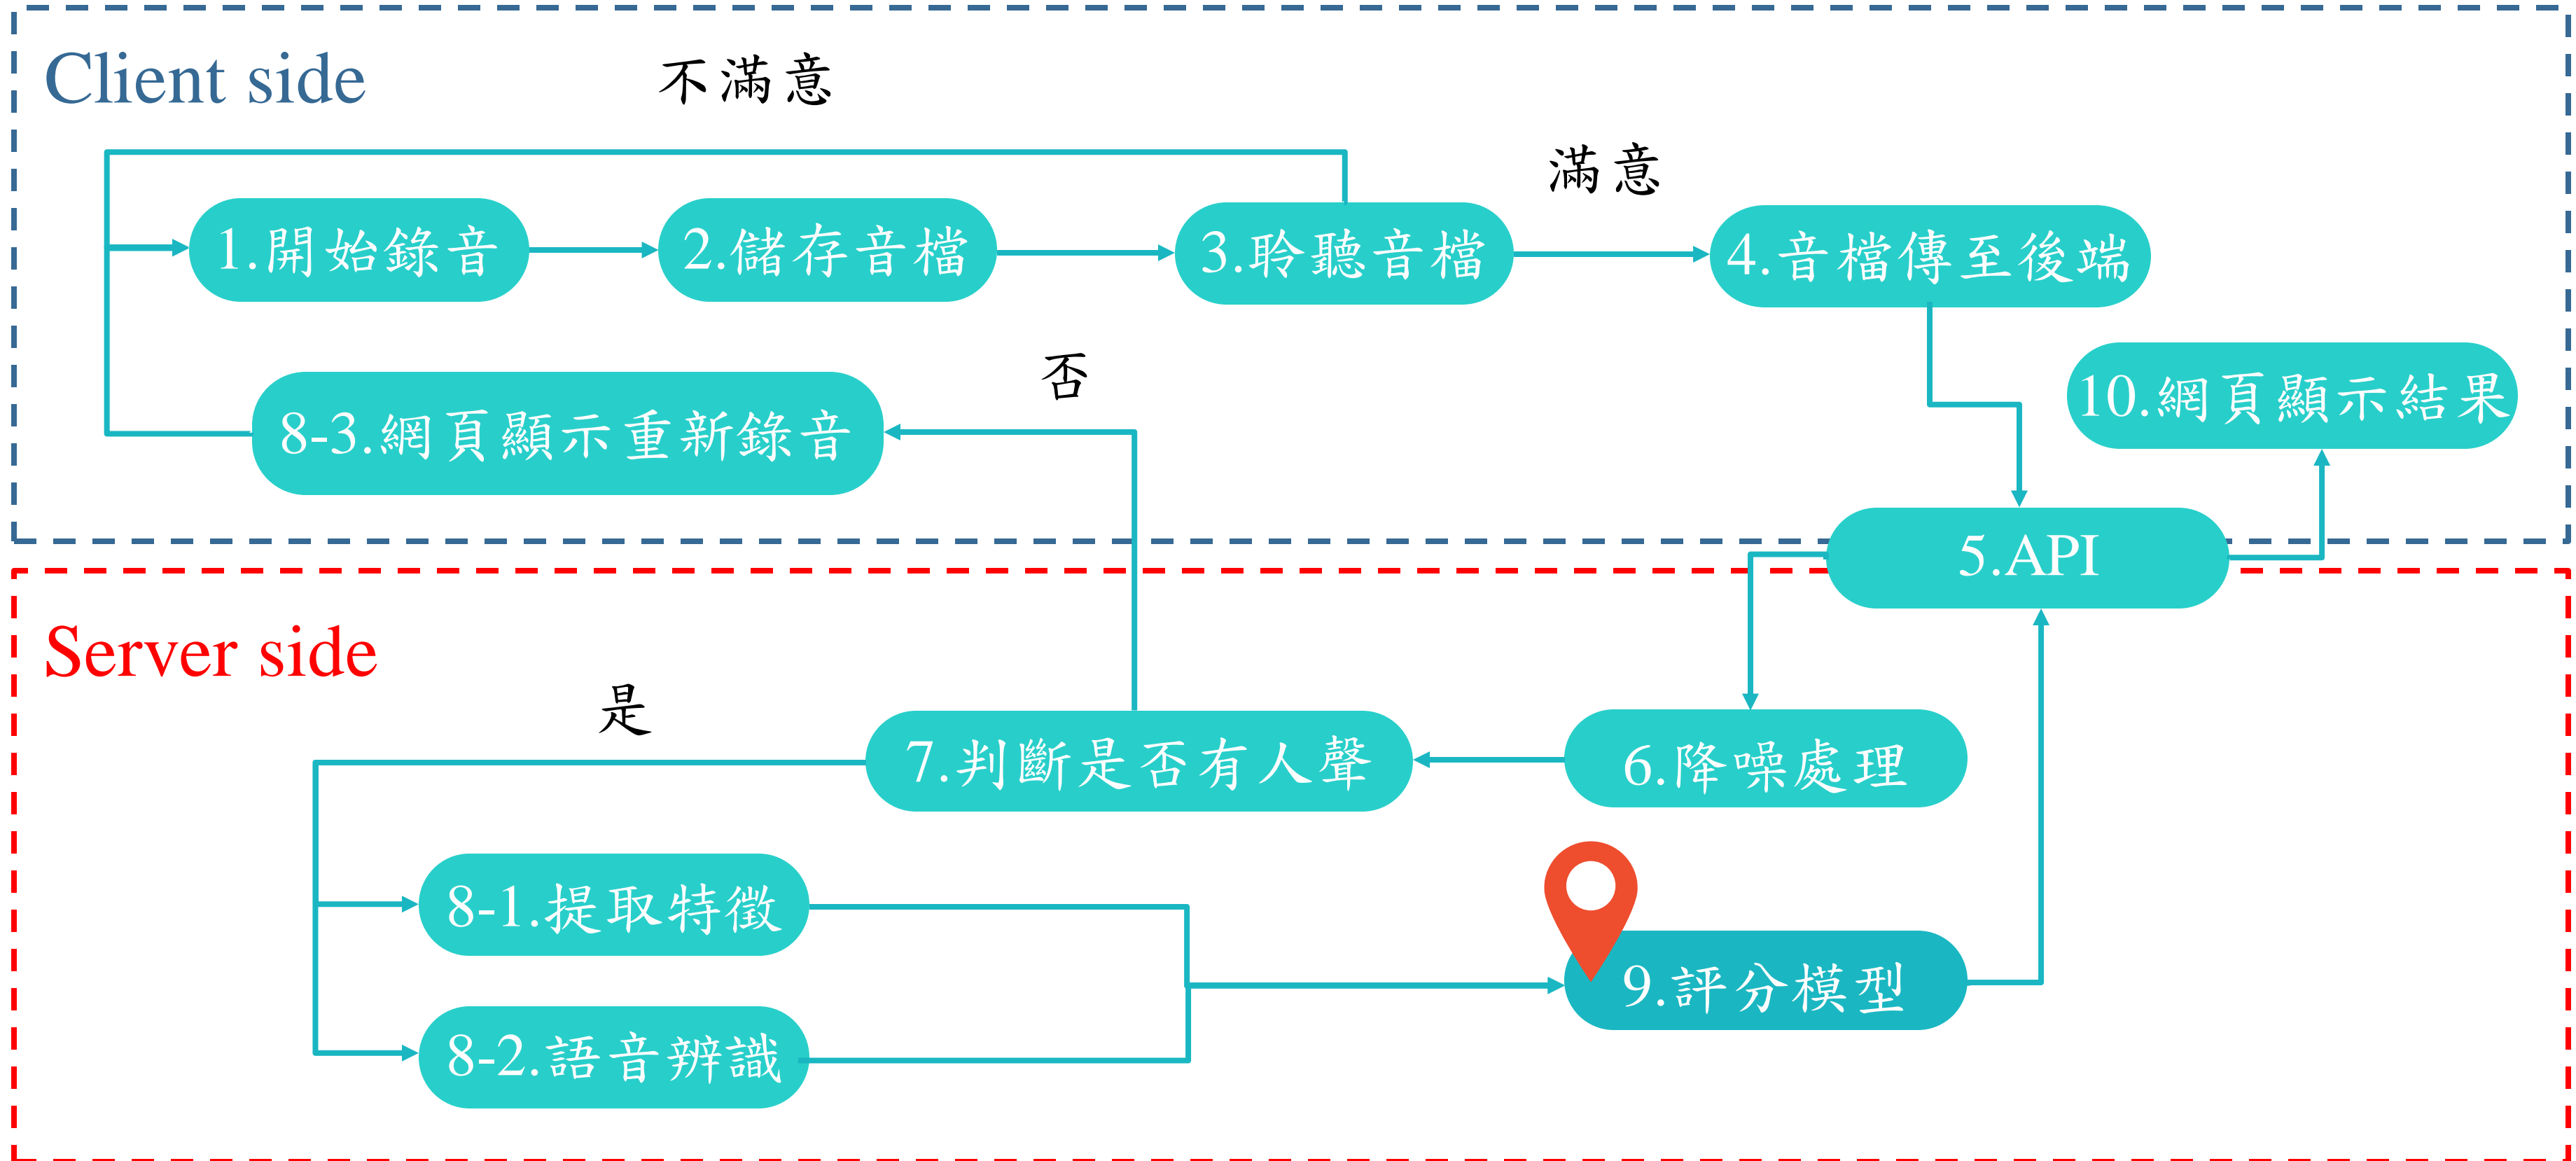 Client side
不滿意
滿意
1.開始錄音
2.儲存音檔
3.聆聽音檔
4.音檔傳至後端
否
10.網頁顯示結果
8-3.網頁顯示重新錄音
5.API
Server side
是
7.判斷是否有人聲
6.降噪處理
8-1.提取特徵
9.評分模型
8-2.語音辨識